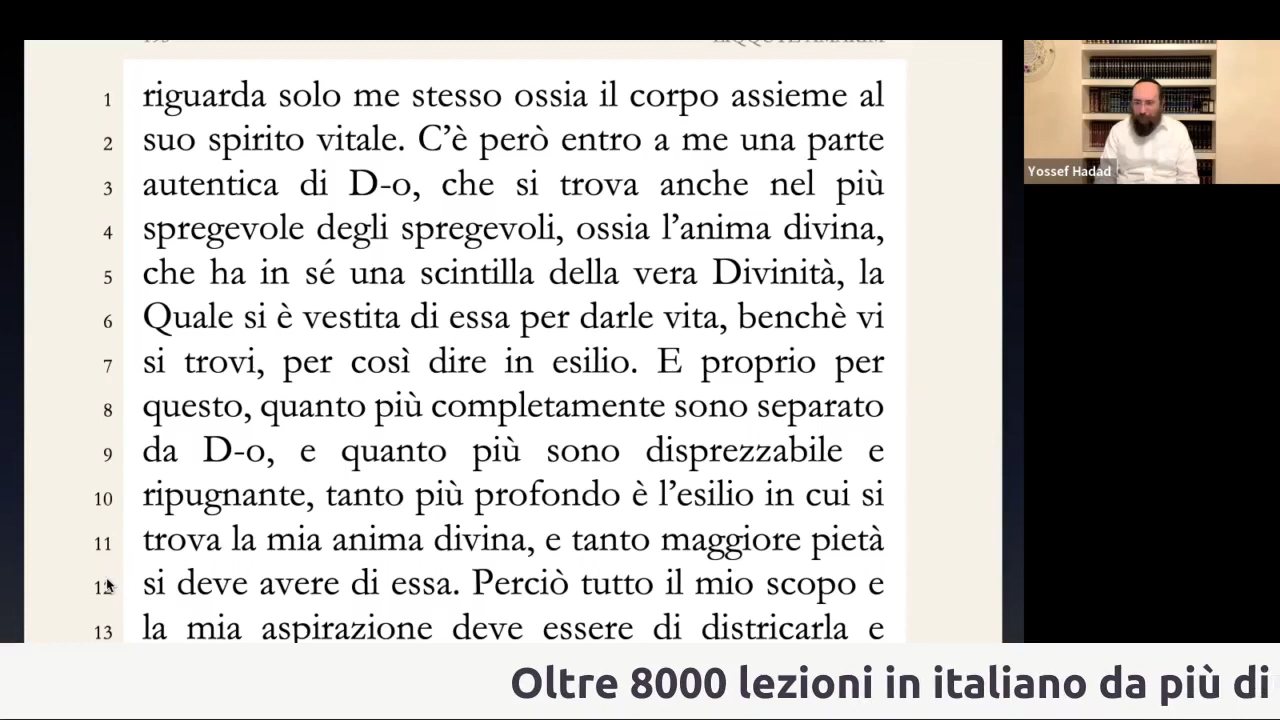 1 riguarda solo me stesso ossia il corpo assieme al
2 suo spirito vitale. C’è però entro a me una parte
3 autentica di D-o, che si trova anche nel più
4 spregevole degli spregevoli, ossia l’anima divina,
5 che ha in sé una scintilla della vera Divinità, la
6 Quale si è vestita di essa per darle vita, benchè vi
7 si trovi, per così dire in esilio. E proprio per
8 questo, quanto più completamente sono separato
9 da D-o, e quanto più sono disprezzabile e
10 ripugnante, tanto più profondo è l’esilio in cui si
11 trova la mia anima divina, e tanto maggiore pietà
12 si deve avere di essa. Perciò tutto il mio scopo e
13 la mia aspirazione deve essere di districarla e
Yossef Hadad
Oltre 8000 lezioni in italiano da più di